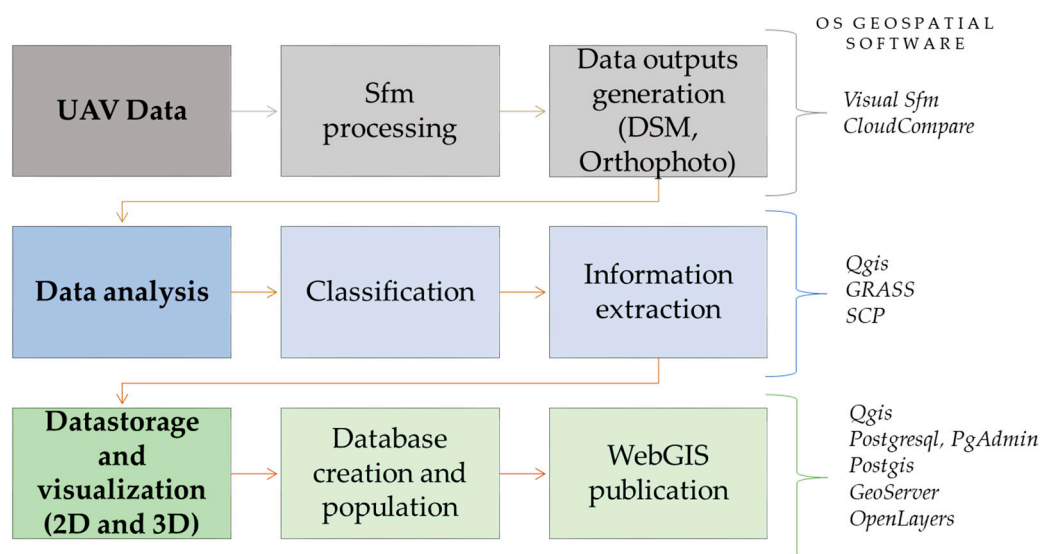 OS GEOSPATIAL
SOFTWARE
UAV Data
Sfm
processing
Data outputs
generation
(DSM,
Orthophoto)
Visual Sfm
CloudCompare
Data analysis
Classification
Information
extraction
Qgis
GRASS
SCP
Datastorage
and
visualization
(2D and 3D)
Database
creation and
population
WebGIS
publication
Qgis
Postgresql, PgAdmin
Postgis
GeoServer
OpenLayers